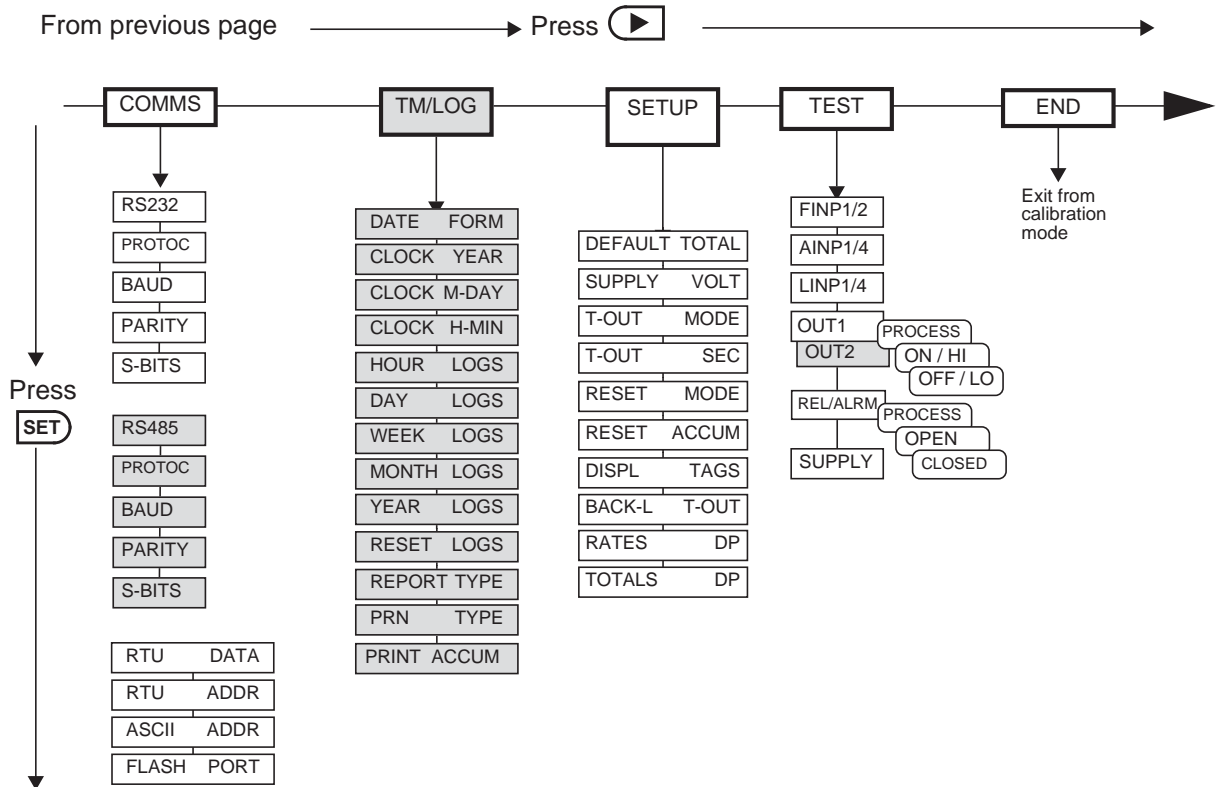 From previous page Press
COMMS TM/LOG SETUP TEST END
Press
SET
RS232
PROTOC
BAUD
PARITY
S-BITS
RS485
PROTOC
BAUD
PARITY
S-BITS
RTU DATA
RTU ADDR
ASCII ADDR
FLASH PORT
DATE FORM
CLOCK YEAR
CLOCK M-DAY
CLOCK H-MIN
HOUR LOGS
DAY LOGS
WEEK LOGS
MONTH LOGS
YEAR LOGS
RESET LOGS
REPORT TYPE
PRN TYPE
PRINT ACCUM
DEFAULT TOTAL
SUPPLY VOLT
T-OUT MODE
T-OUT SEC
RESET MODE
RESET ACCUM
DISPL TAGS
BACK-L T-OUT
RATES DP
TOTALS DP
FINP1/2
AINP1/4
LINP1/4
OUT1
OUT2
PROCESS
ON / HI
OFF / LO
REL/ALRM
PROCESS
OPEN
CLOSED
SUPPLY
Exit from
calibration
mode